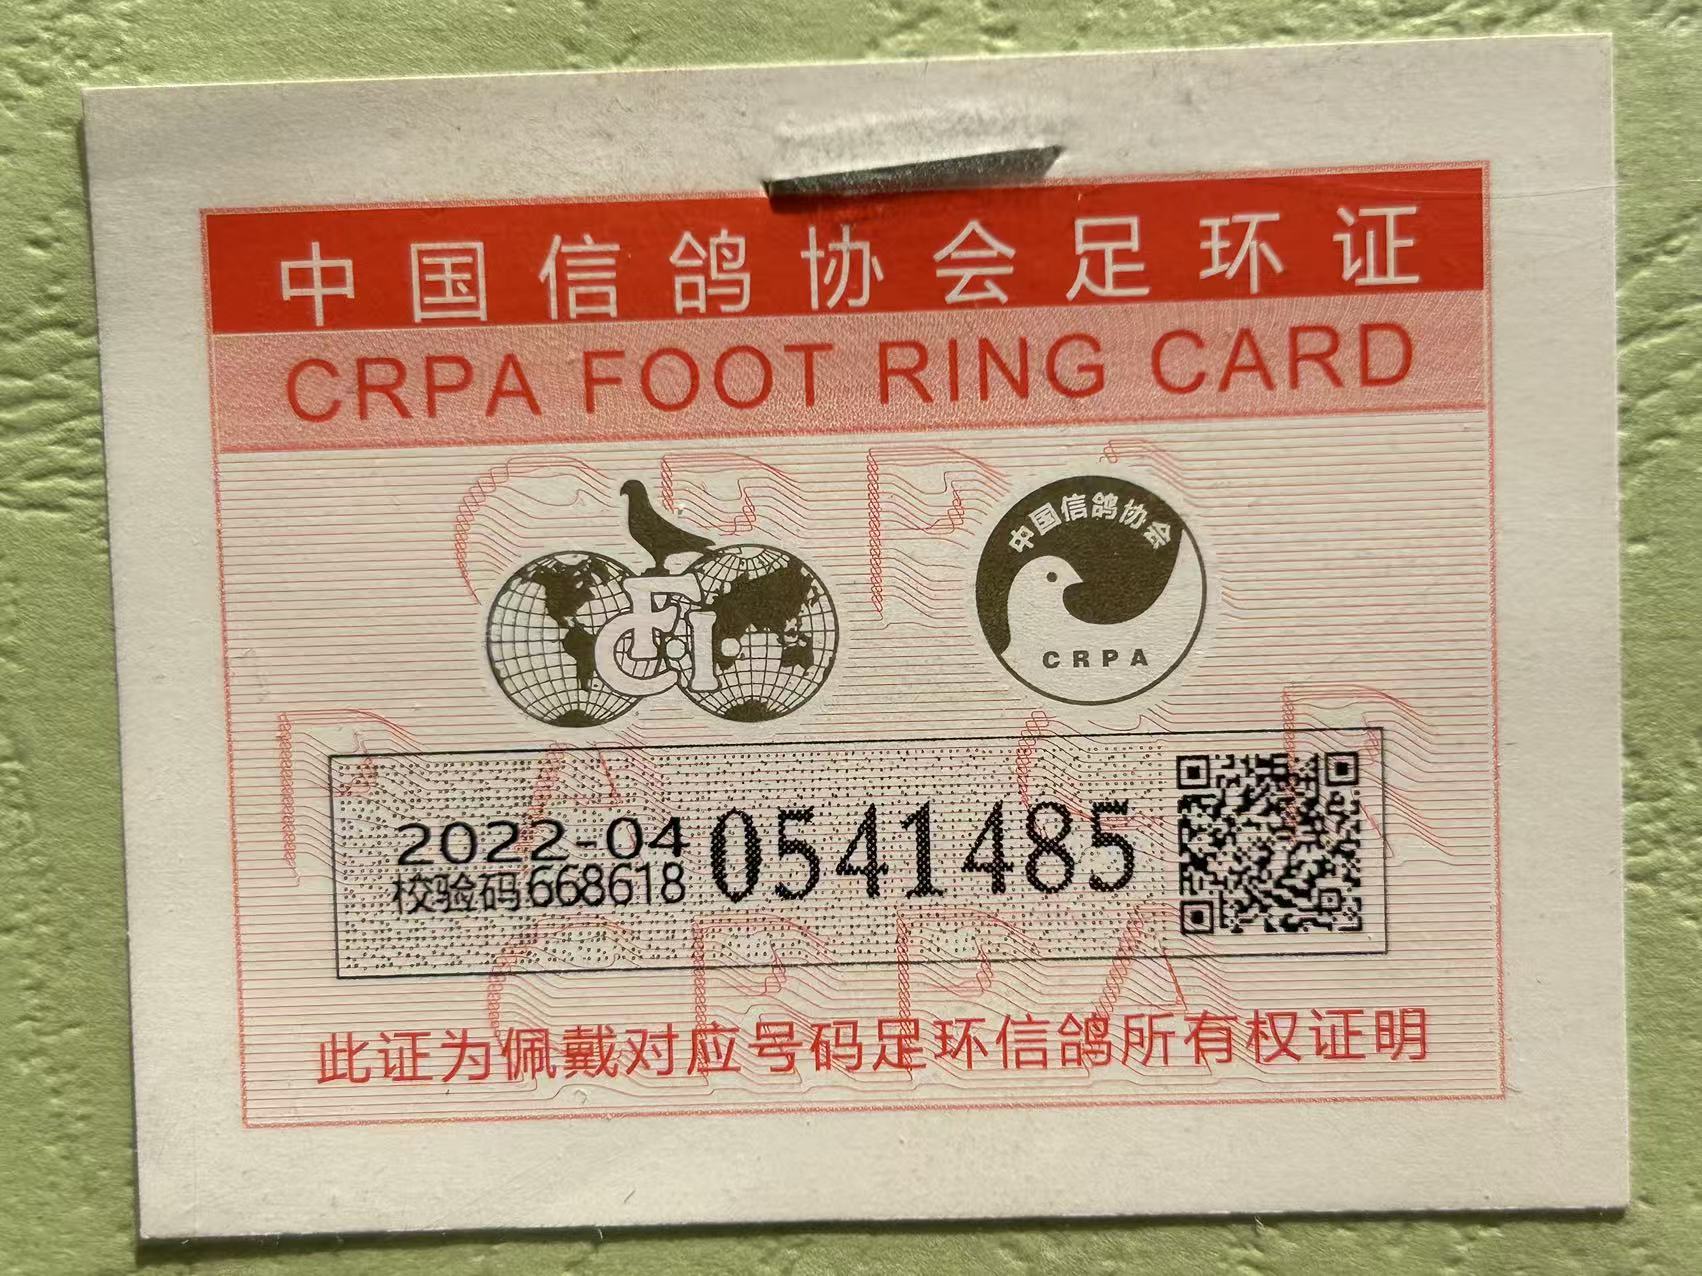 中国信鸽协会足环证
CRPA FOOT RING CARD
F.C.I.
中国信鸽协会
CRPA
2022-04 0541485
校验码668618
此证为佩戴对应号码足环信鸽所有权证明